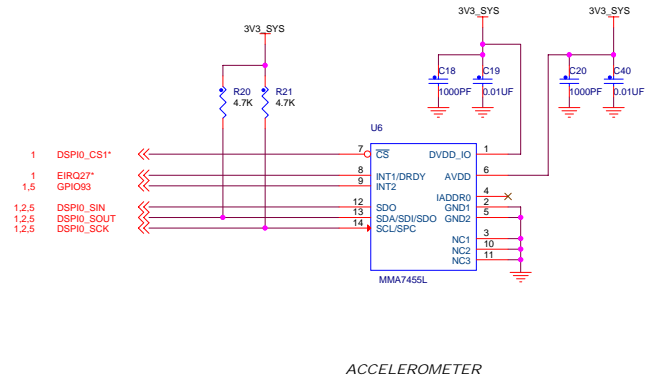 3V3_SYS
3V3_SYS
3V3_SYS
C18
1000PF
C19
0.01UF
C20
1000PF
C40
0.01UF
R20
4.7K
R21
4.7K
U6
1 DSPI0_CS1* 7 CS DVDD_IO 1
1 EIRQ27* 8 INT1/DRDY AVDD 6
1,5 GPIO93 9 INT2
IADDR0 4
1,2,5 DSPI0_SIN 12 SDO GND1 2
1,2,5 DSPI0_SOUT 13 SDA/SDI/SDO GND2 5
1,2,5 DSPI0_SCK 14 SCL/SPC
NC1 3
NC2 10
NC3 11
MMA7455L
ACCELEROMETER